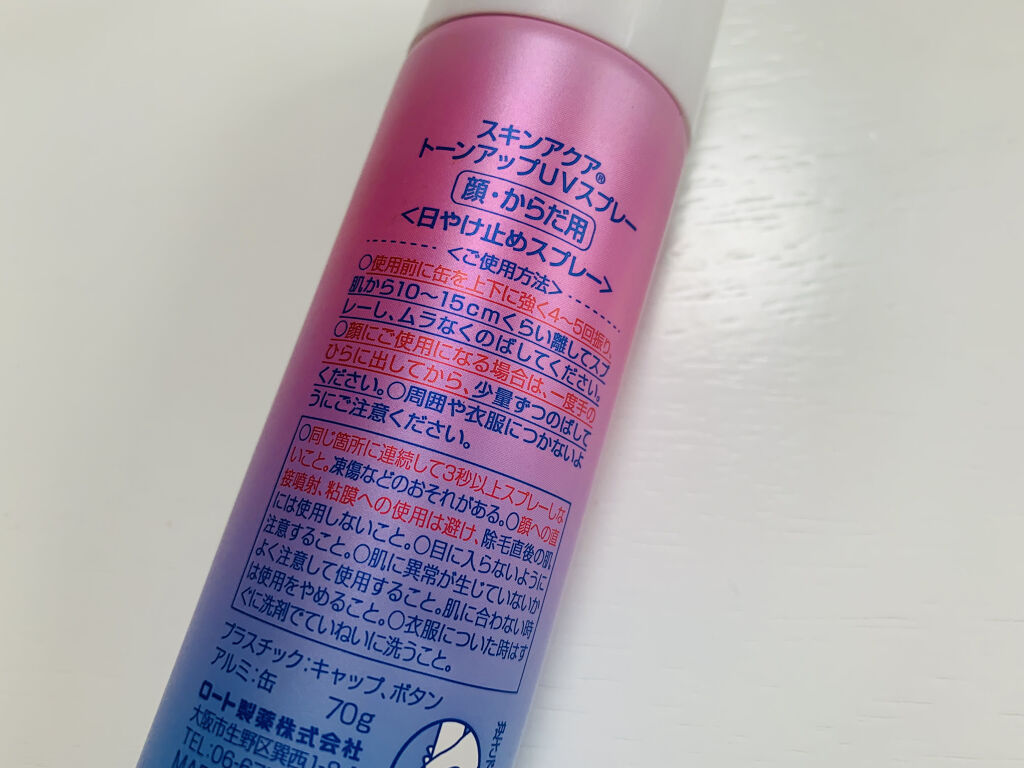 スキンアクア®
トーンアップUVスプレー
顔・からだ用
<日やけ止めスプレー>
<ご使用方法>
○使用前に缶を上下に強く4〜5回振り、
肌から10〜15cmくらい離してスプ
レーし、ムラなくのばしてください。
○顔にご使用になる場合は、一度手の
ひらに出してから、少量ずつのばして
ください。○周囲や衣服につかないよ
うにご注意ください。
○同じ箇所に連続して3秒以上スプレーしな
いこと。凍傷などのおそれがある。○顔への直
接噴射、粘膜への使用は避け、除毛直後の肌
には使用しないこと。○目に入らないように
注意すること。○肌に異常が生じていないか
よく注意して使用すること。肌に合わない時
は使用をやめること。○衣服についた時はす
ぐに洗剤でていねいに洗うこと。
プラスチック:キャップ、ボタン
アルミ:缶
70g
ロート製薬株式会社
大阪市生野区巽西1-8
TEL:06-67
逆さ